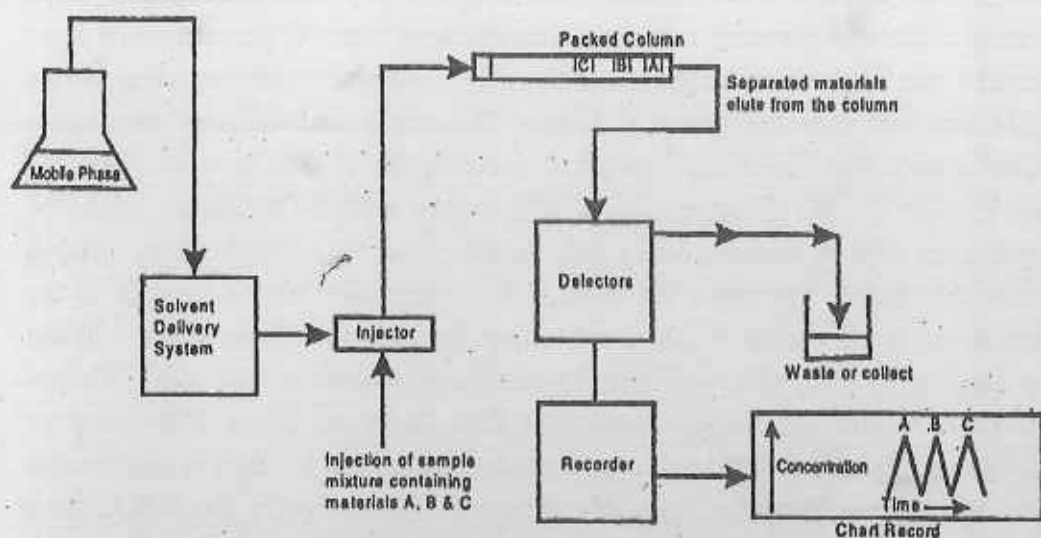 Packed Column
|C| |B| |A|
Separated materials
elute from the column
Mobile Phase
Solvent
Delivery
System
Injector
Detectors
Waste or collect
Injection of sample
mixture containing
materials A, B & C
Recorder
A B C
Concentration
Time
Chart Record